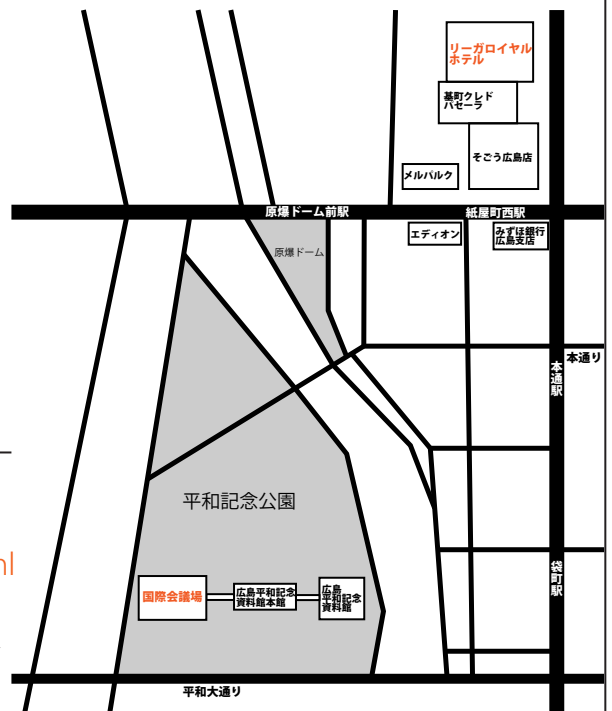 リーガロイヤル
ホテル
基町クレド
パセーラ
そごう広島店
メルパルク
原爆ドーム前駅
紙屋町西駅
エディオン
みずほ銀行
広島支店
原爆ドーム
本通り
本通駅
平和記念公園
nl
国際会議場
広島平和記念
資料館本館
広島
平和記念
資料館
袋町駅
平和大通り